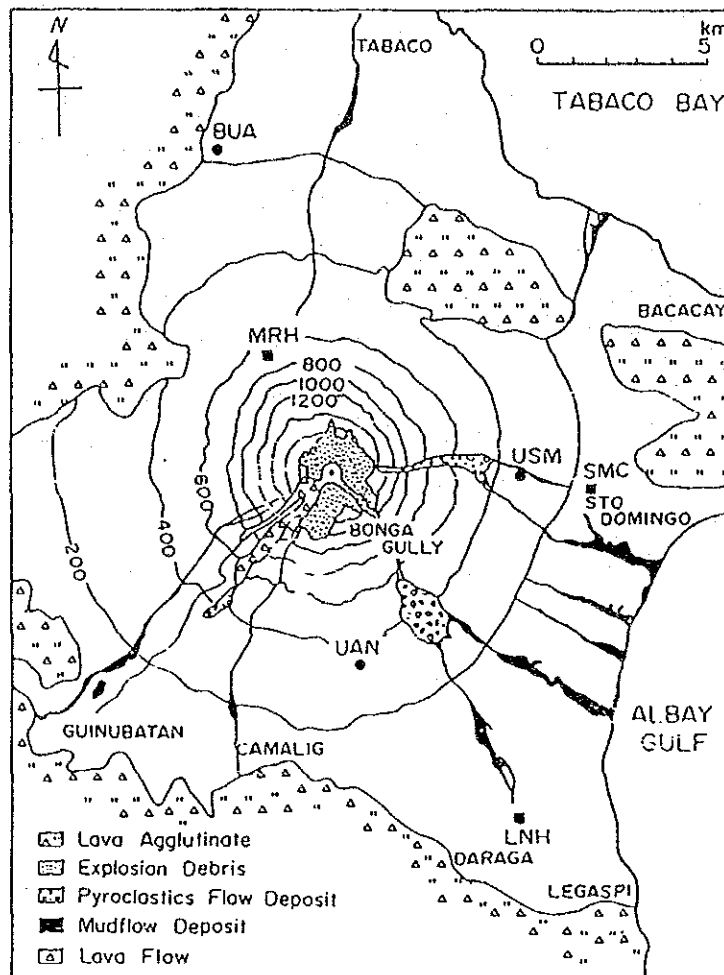 N
TABACO
0 5
km
TABACO BAY
BUA
BACACAY
MRH
800
1000
1200
USM
SMC
STO
DOMINGO
600
400
200
BONGA
GULLY
UAN
ALBAY
GULF
GUINUBATAN
CAMALIG
LNH
DARAGA
LEGASPI
Lava Agglutinate
Explosion Debris
Pyroclastics Flow Deposit
Mudflow Deposit
Lava Flow